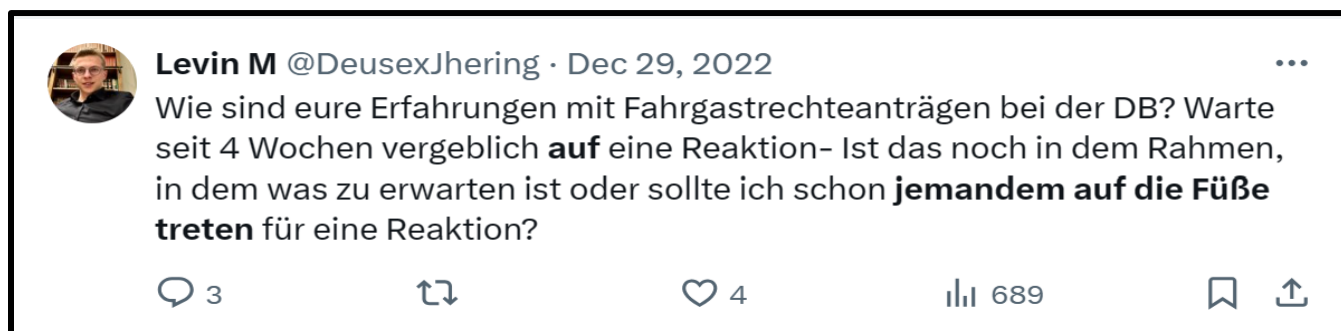 Levin M @DeusexJhering · Dec 29, 2022
Wie sind eure Erfahrungen mit Fahrgastrechteanträgen bei der DB? Warte
seit 4 Wochen vergeblich auf eine Reaktion- Ist das noch in dem Rahmen,
in dem was zu erwarten ist oder sollte ich schon jemandem auf die Füße
treten für eine Reaktion?
3 4 689